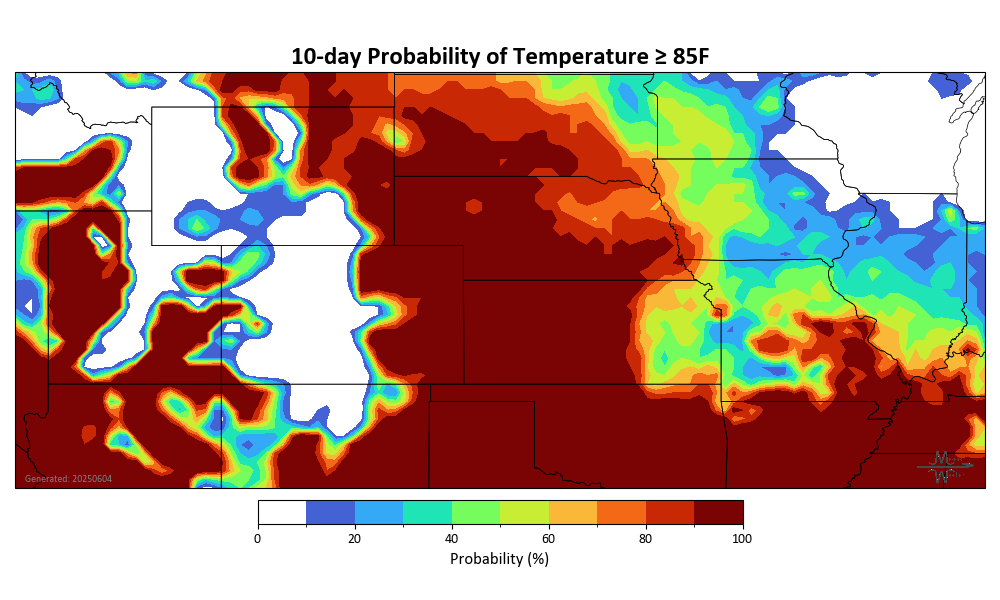 10-day Probability of Temperature ≥ 85F
Generated: 20250604
0 20 40 60 80 100
Probability (%)